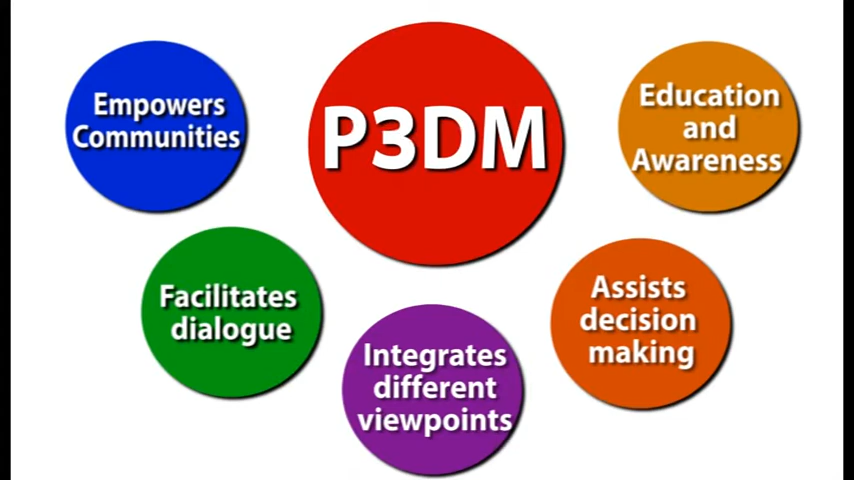 P3DM
Empowers
Communities
Education
and
Awareness
Facilitates
dialogue
Assists
decision
making
Integrates
different
viewpoints